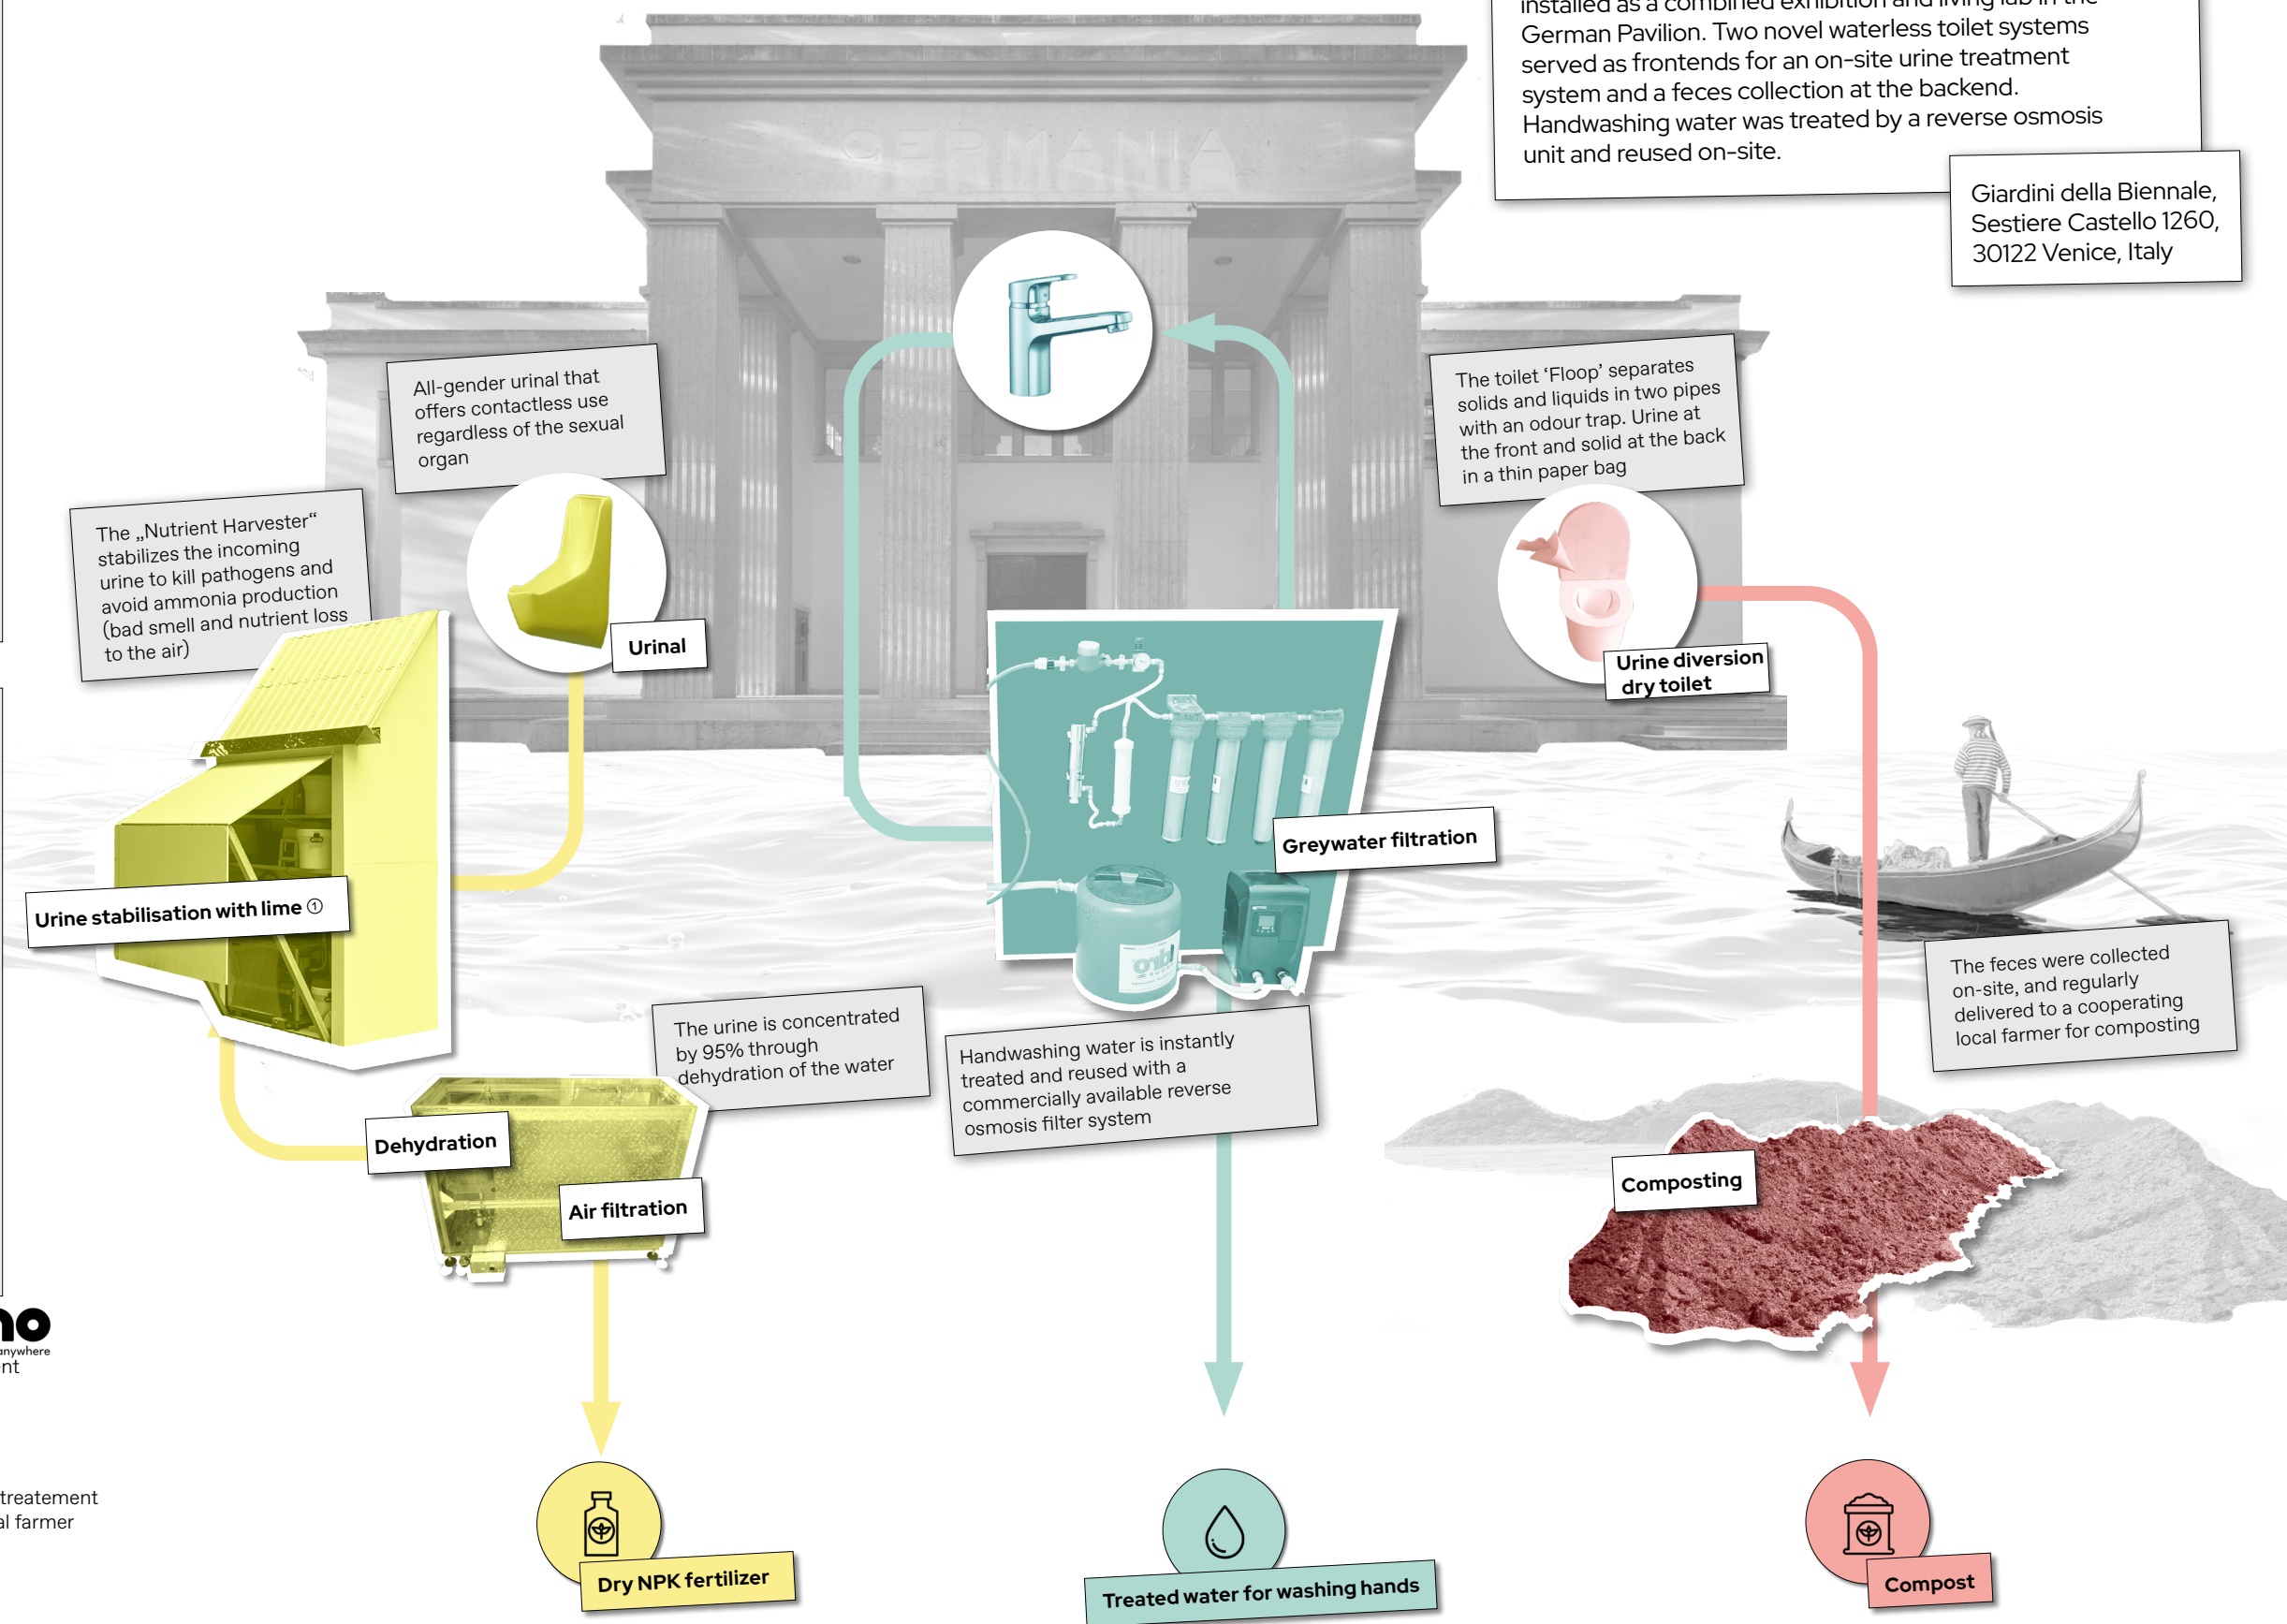 installed as a combined exhibition and living lab in the
German Pavilion. Two novel waterless toilet systems
served as frontends for an on-site urine treatment
system and a feces collection at the backend.
Handwashing water was treated by a reverse osmosis
unit and reused on-site.
Giardini della Biennale,
Sestiere Castello 1260,
30122 Venice, Italy
GERMANIA
All-gender urinal that
offers contactless use
regardless of the sexual
organ
The toilet ‘Floop’ separates
solids and liquids in two pipes
with an odour trap. Urine at
the front and solid at the back
in a thin paper bag
The „Nutrient Harvester“
stabilizes the incoming
urine to kill pathogens and
avoid ammonia production
(bad smell and nutrient loss
to the air)
Urinal
Urine diversion
dry toilet
Greywater filtration
Urine stabilisation with lime ①
The feces were collected
on-site, and regularly
delivered to a cooperating
local farmer for composting
The urine is concentrated
by 95% through
dehydration of the water
Handwashing water is instantly
treated and reused with a
commercially available reverse
osmosis filter system
Dehydration
Air filtration
Composting
no
anywhere
nt
treatement
al farmer
Dry NPK fertilizer
Treated water for washing hands
Compost